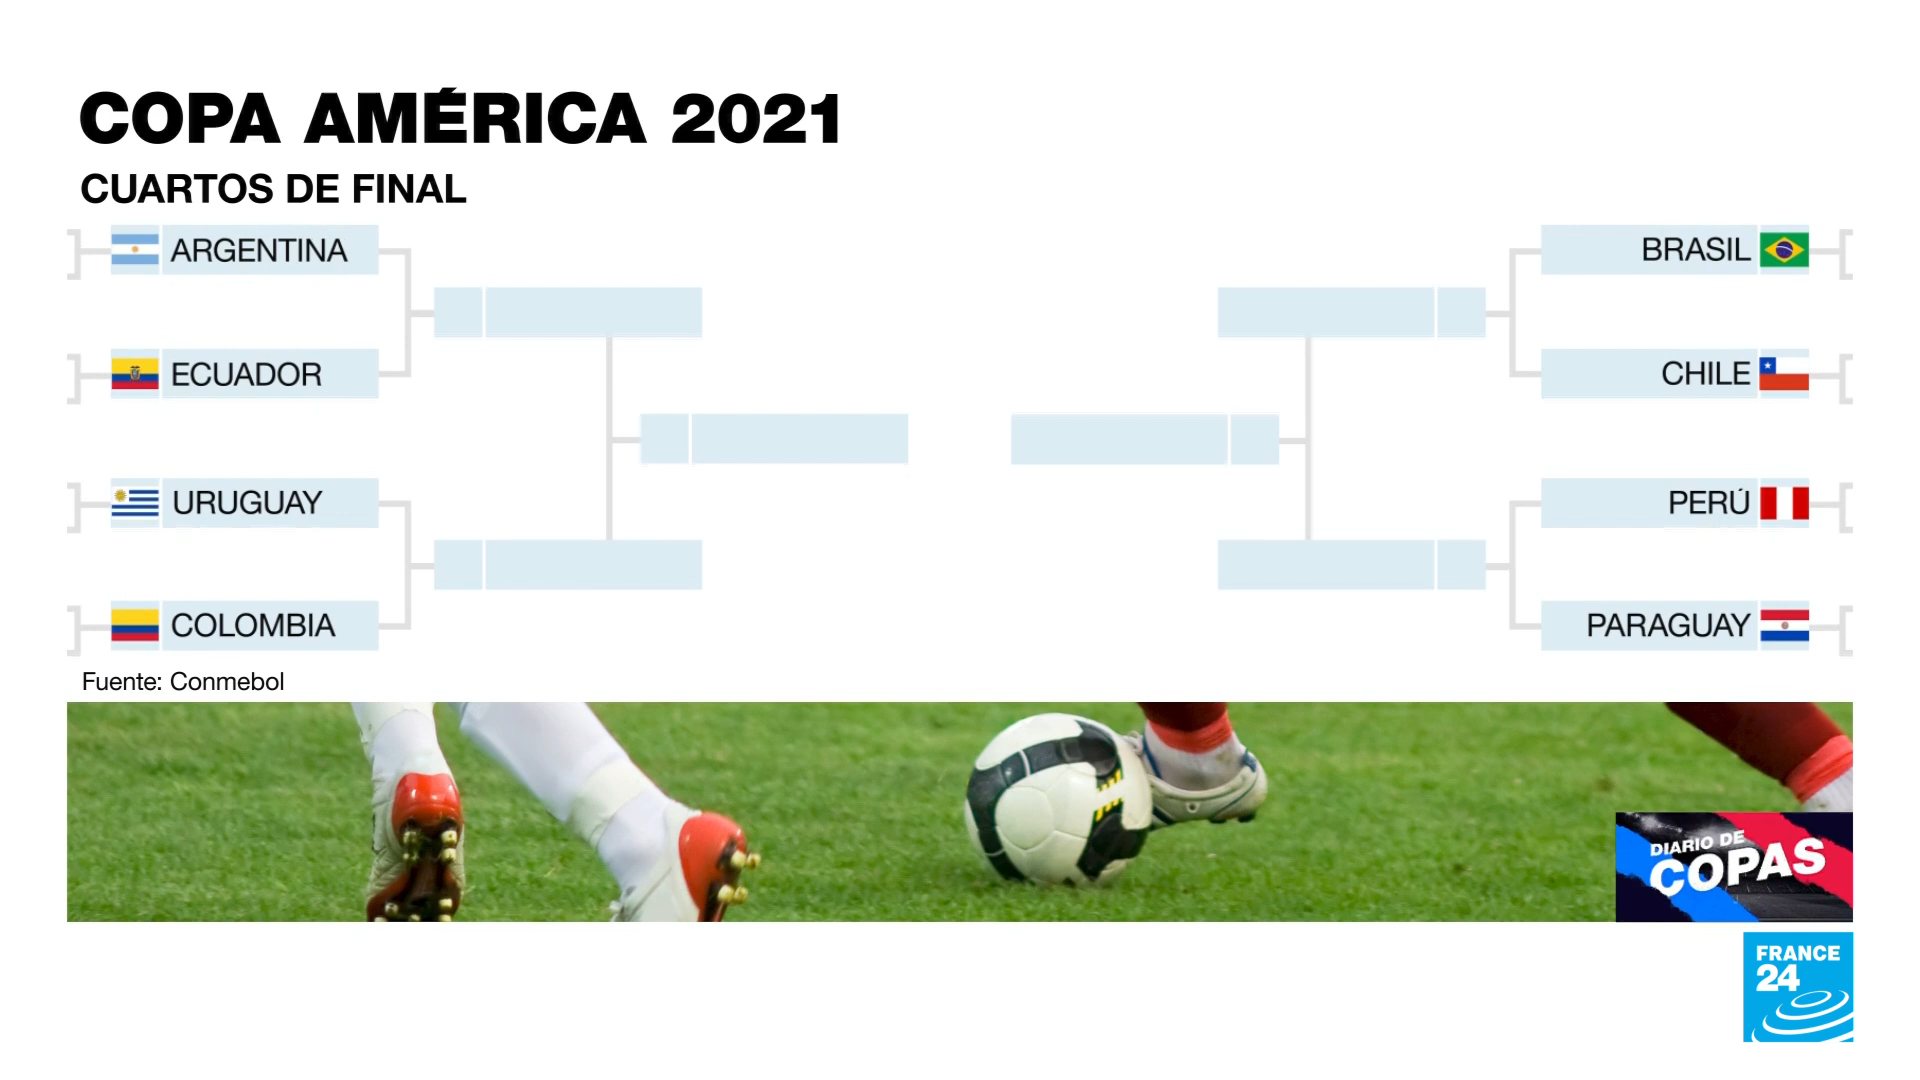 COPA AMÉRICA 2021
CUARTOS DE FINAL
ARGENTINA
ECUADOR
URUGUAY
COLOMBIA
BRASIL
CHILE
PERÚ
PARAGUAY
Fuente: Conmebol
DIARIO DE
COPAS
FRANCE
24